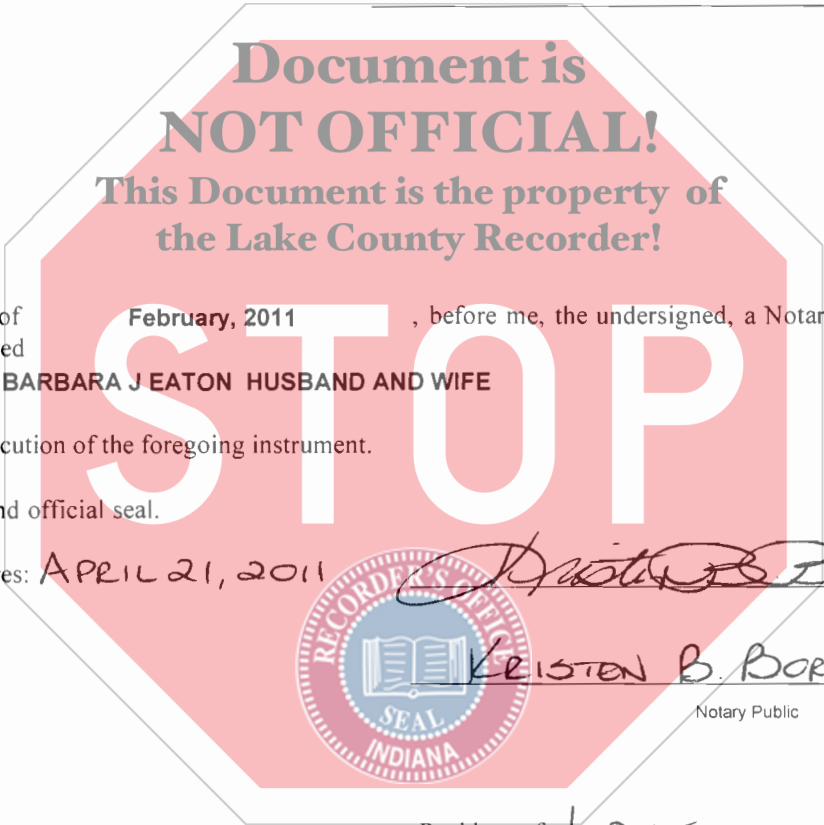 Document is
NOT OFFICIAL!
This Document is the property of
the Lake County Recorder!
STOP
of February, 2011 , before me, the undersigned, a Notar
ed
BARBARA J EATON HUSBAND AND WIFE
cution of the foregoing instrument.
nd official seal.
es: APRIL 21, 2011
RECORDER'S OFFICE
SEAL
INDIANA
KRISTEN B. BOR
Notary Public